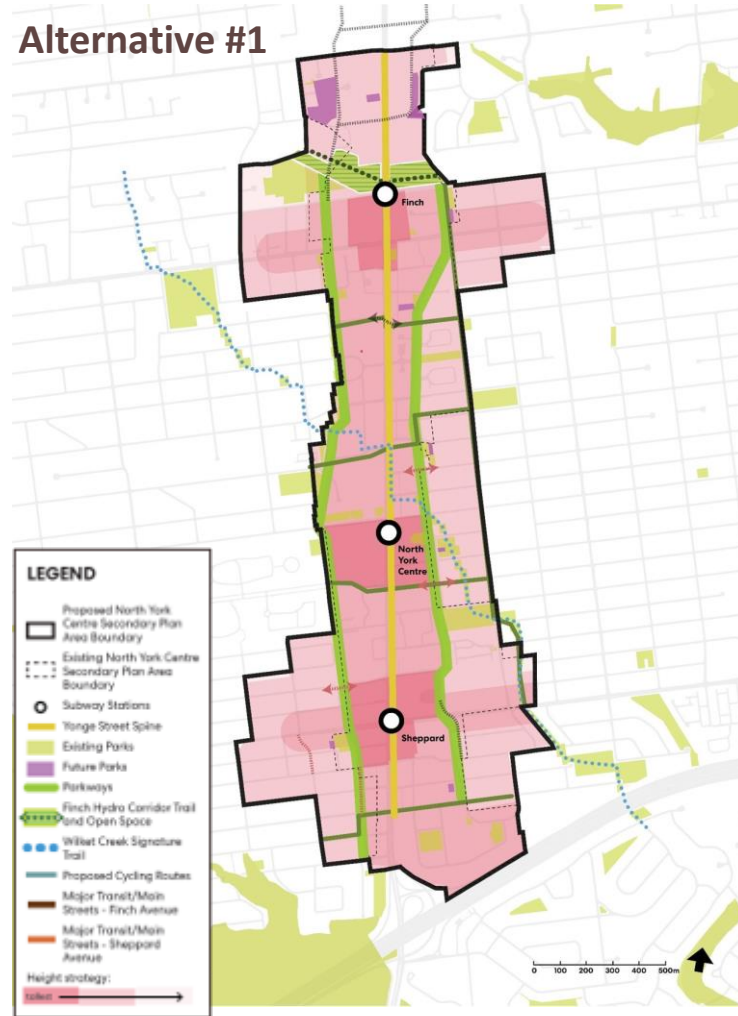 Alternative #1
Finch
North
York
Centre
Sheppard
LEGEND
Proposed North York
Centre Secondary Plan
Area Boundary
Existing North York Centre
Secondary Plan Area
Boundary
Subway Stations
Yonge Street Spine
Existing Parks
Future Parks
Parkways
Finch Hydro Corridor Trail
and Open Space
Wilket Creek Signature
Trail
Proposed Cycling Routes
Major Transit/Main
Streets - Finch Avenue
Major Transit/Main
Streets - Sheppard
Avenue
Height strategy:
tallest
0 100 200 300 400 500m